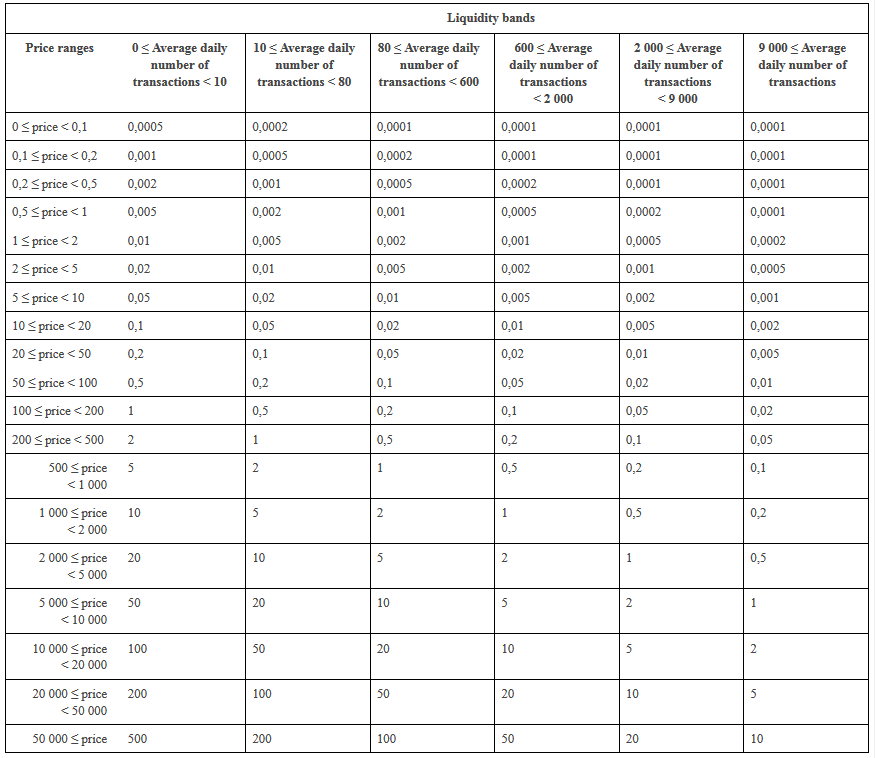 Liquidity bands
Price ranges 0 ≤ Average daily number of transactions < 10 10 ≤ Average daily number of transactions < 80 80 ≤ Average daily number of transactions < 600 600 ≤ Average daily number of transactions < 2 000 2 000 ≤ Average daily number of transactions < 9 000 9 000 ≤ Average daily number of transactions
0 ≤ price < 0,1 0,0005 0,0002 0,0001 0,0001 0,0001 0,0001
0,1 ≤ price < 0,2 0,001 0,0005 0,0002 0,0001 0,0001 0,0001
0,2 ≤ price < 0,5 0,002 0,001 0,0005 0,0002 0,0001 0,0001
0,5 ≤ price < 1 0,005 0,002 0,001 0,0005 0,0002 0,0001
1 ≤ price < 2 0,01 0,005 0,002 0,001 0,0005 0,0002
2 ≤ price < 5 0,02 0,01 0,005 0,002 0,001 0,0005
5 ≤ price < 10 0,05 0,02 0,01 0,005 0,002 0,001
10 ≤ price < 20 0,1 0,05 0,02 0,01 0,005 0,002
20 ≤ price < 50 0,2 0,1 0,05 0,02 0,01 0,005
50 ≤ price < 100 0,5 0,2 0,1 0,05 0,02 0,01
100 ≤ price < 200 1 0,5 0,2 0,1 0,05 0,02
200 ≤ price < 500 2 1 0,5 0,2 0,1 0,05
500 ≤ price < 1 000 5 2 1 0,5 0,2 0,1
1 000 ≤ price < 2 000 10 5 2 1 0,5 0,2
2 000 ≤ price < 5 000 20 10 5 2 1 0,5
5 000 ≤ price < 10 000 50 20 10 5 2 1
10 000 ≤ price < 20 000 100 50 20 10 5 2
20 000 ≤ price < 50 000 200 100 50 20 10 5
50 000 ≤ price 500 200 100 50 20 10